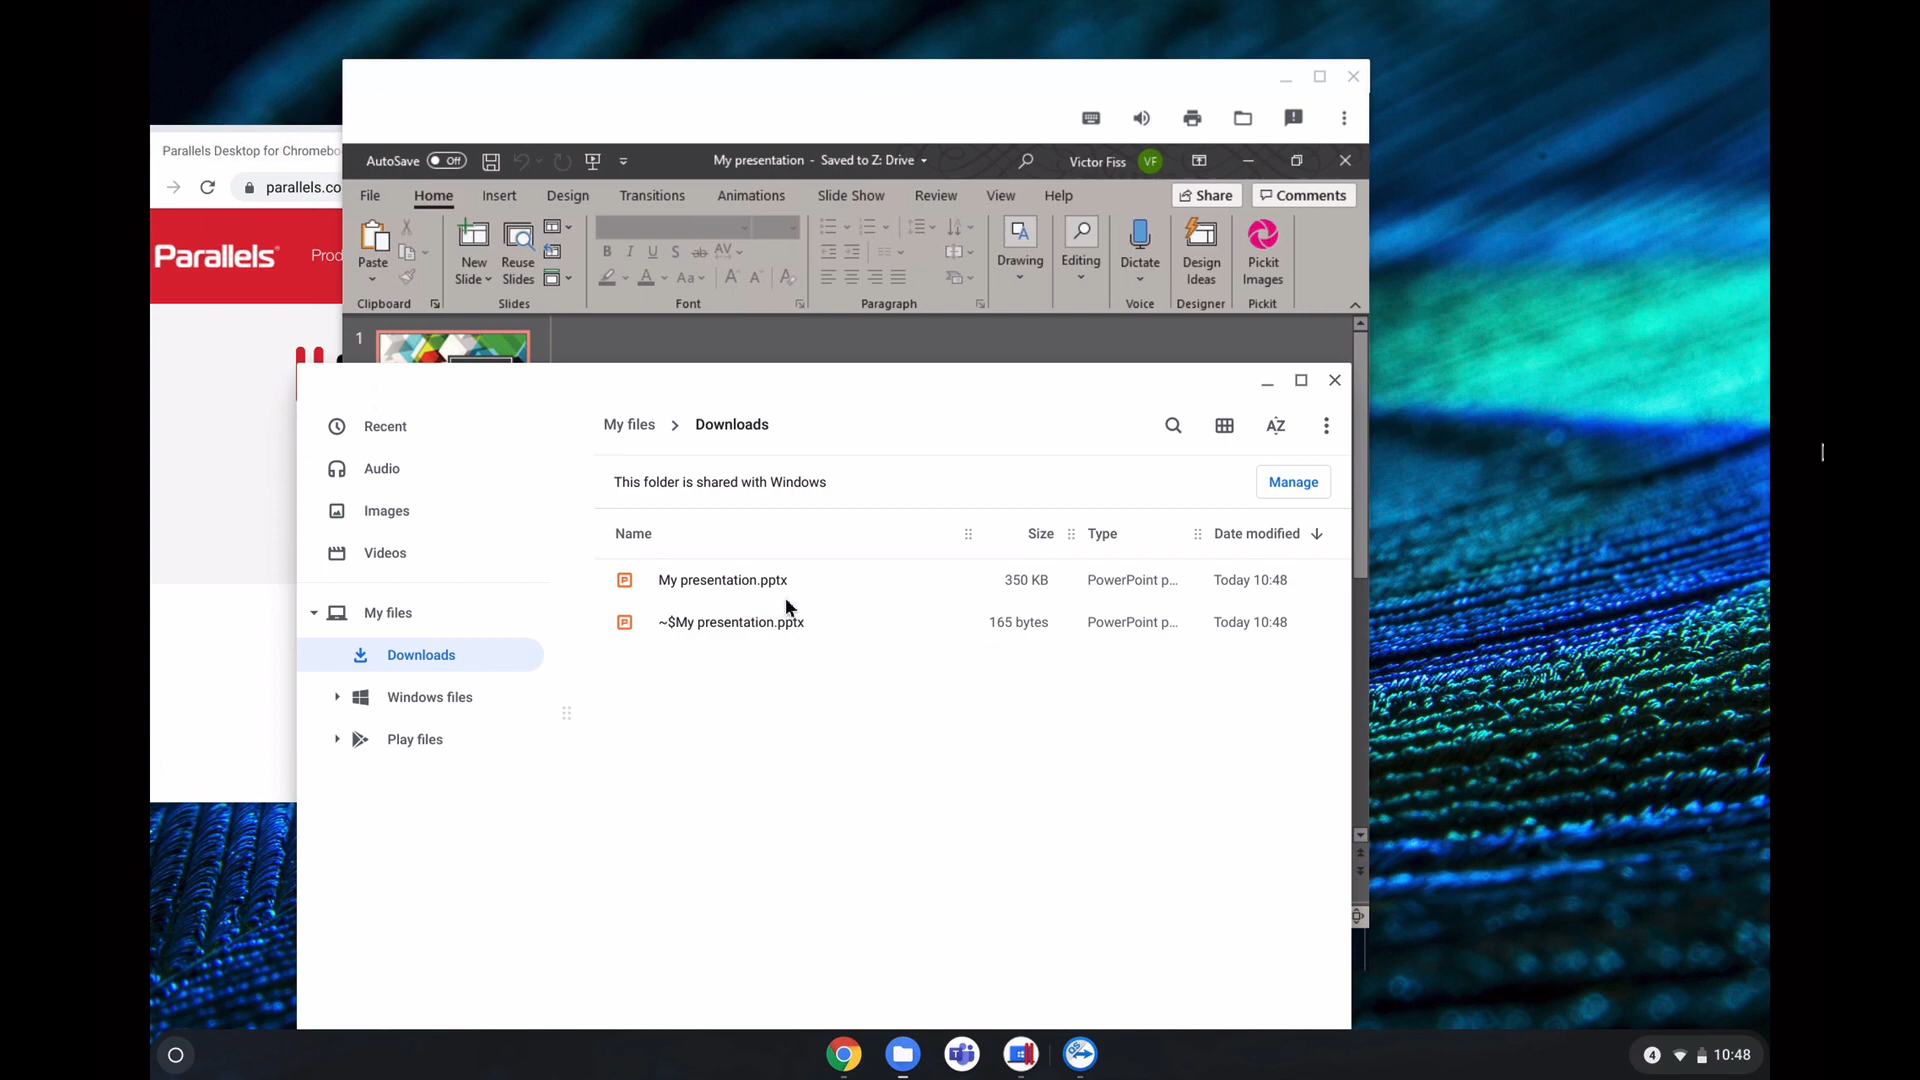 Parallels Desktop for Chromebo
parallels.co
Parallels Prod
AutoSave Off My presentation - Saved to Z: Drive Victor Fiss VF
File Home Insert Design Transitions Animations Slide Show Review View Help Share Comments
Paste New Slide Reuse Slides Drawing Editing Dictate Design Ideas Pickit Images
Clipboard Slides Font Paragraph Voice Designer Pickit
1
Recent
Audio
Images
Videos
My files
Downloads
Windows files
Play files
My files > Downloads
AZ
This folder is shared with Windows Manage
Name Size Type Date modified
My presentation.pptx 350 KB PowerPoint p... Today 10:48
~$My presentation.pptx 165 bytes PowerPoint p... Today 10:48
4 10:48